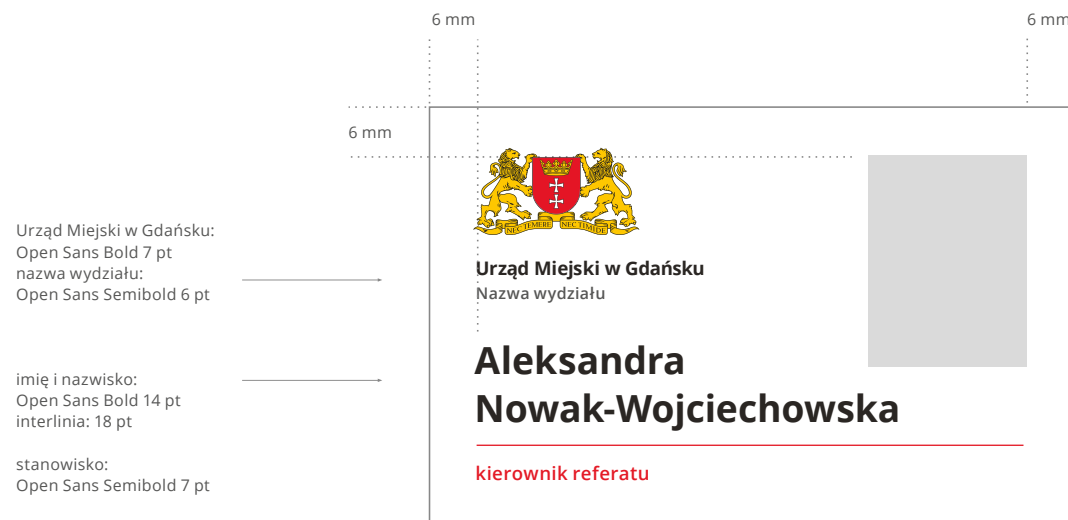 6 mm
6 mm
6 mm
NEC TEMERE NEC TIMIDE
Urząd Miejski w Gdańsku:
Open Sans Bold 7 pt
nazwa wydziału:
Open Sans Semibold 6 pt
Urząd Miejski w Gdańsku
Nazwa wydziału
imię i nazwisko:
Open Sans Bold 14 pt
interlinia: 18 pt
Aleksandra
Nowak-Wojciechowska
stanowisko:
Open Sans Semibold 7 pt
kierownik referatu